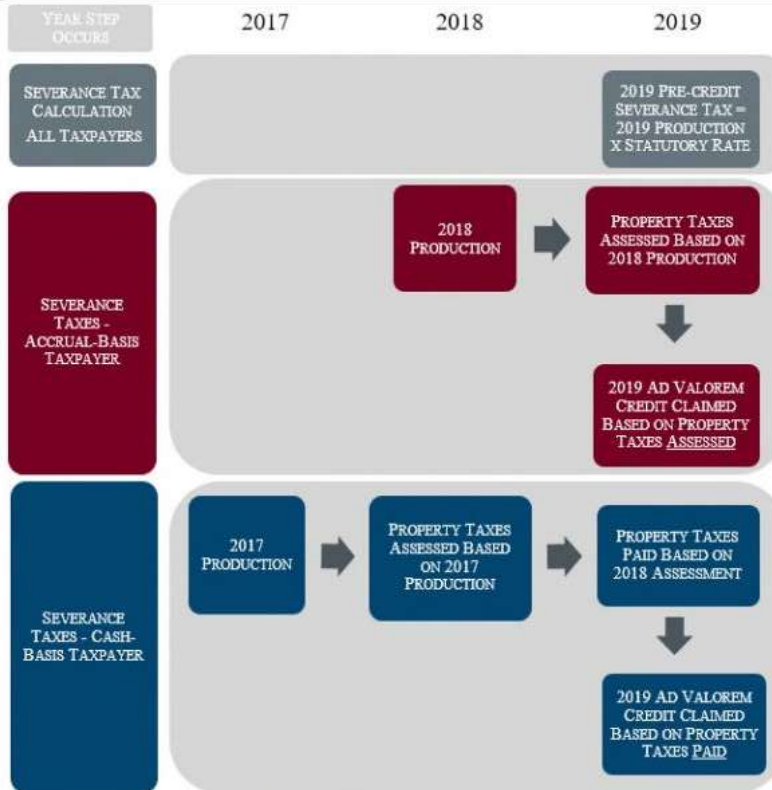 YEAR STEP
OCCURS
2017
2018
2019
SEVERANCE TAX
CALCULATION
ALL TAXPAYERS
2019 PRE-CREDIT
SEVERANCE TAX =
2019 PRODUCTION
X STATUTORY RATE
SEVERANCE
TAXES -
ACCRUAL-BASIS
TAXPAYER
2018
PRODUCTION
PROPERTY TAXES
ASSESSED BASED ON
2018 PRODUCTION
2019 AD VALOREM
CREDIT CLAIMED
BASED ON PROPERTY
TAXES ASSESSED
SEVERANCE
TAXES - CASH-
BASIS TAXPAYER
2017
PRODUCTION
PROPERTY TAXES
ASSESSED BASED
ON 2017
PRODUCTION
PROPERTY TAXES
PAID BASED ON
2018 ASSESSMENT
2019 AD VALOREM
CREDIT CLAIMED
BASED ON PROPERTY
TAXES PAID